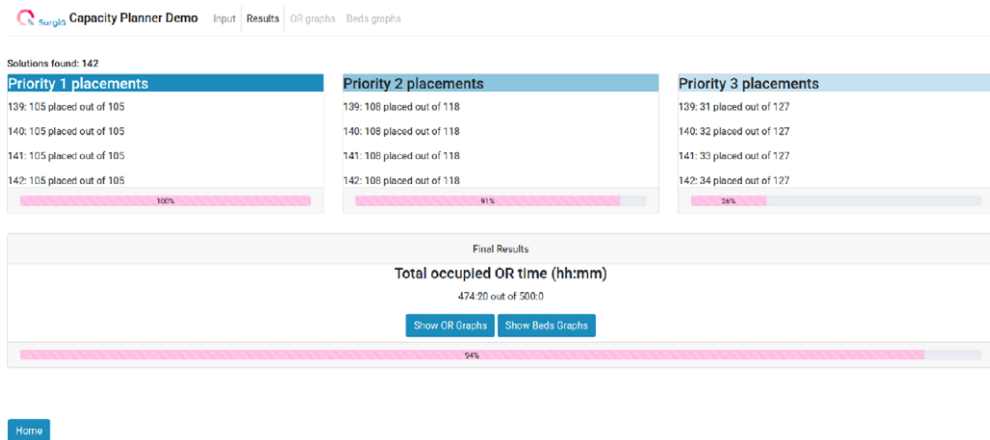 SurgiQ Capacity Planner Demo Input Results OR graphs Beds graphs
Solutions found: 142
Priority 1 placements
139: 105 placed out of 105
140: 105 placed out of 105
141: 105 placed out of 105
142: 105 placed out of 105
100%
Priority 2 placements
139: 108 placed out of 118
140: 108 placed out of 118
141: 108 placed out of 118
142: 108 placed out of 118
91%
Priority 3 placements
139: 31 placed out of 127
140: 32 placed out of 127
141: 33 placed out of 127
142: 34 placed out of 127
26%
Final Results
Total occupied OR time (hh:mm)
474:20 out of 500:0
Show OR Graphs Show Beds Graphs
94%
Home